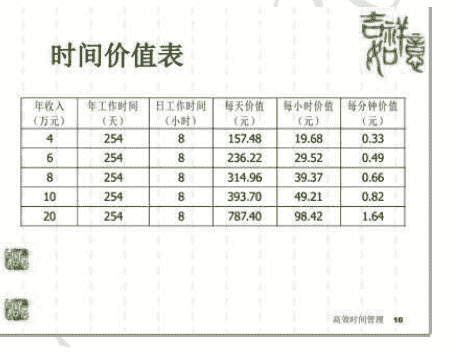 吉祥如意
时间价值表
年收入 年工作时间 日工作时间 每天价值 每小时价值 每分钟价值
（万元） （天） （小时） （元） （元） （元）
4 254 8 157.48 19.68 0.33
6 254 8 236.22 29.52 0.49
8 254 8 314.96 39.37 0.66
10 254 8 393.70 49.21 0.82
20 254 8 787.40 98.42 1.64
高效时间管理 10